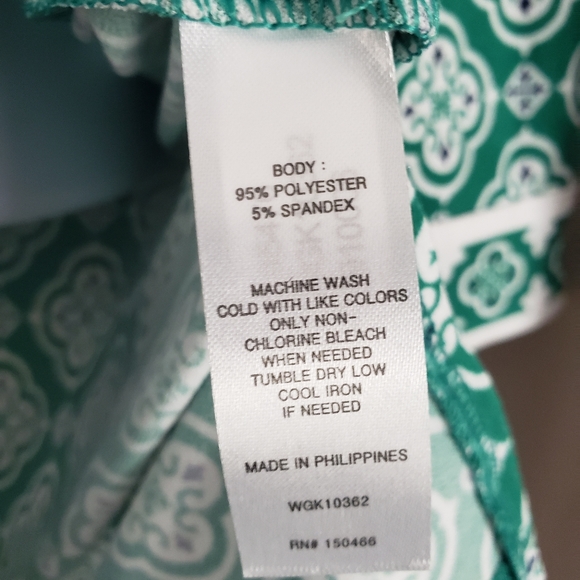 BODY :
95% POLYESTER
5% SPANDEX
MACHINE WASH
COLD WITH LIKE COLORS
ONLY NON-
CHLORINE BLEACH
WHEN NEEDED
TUMBLE DRY LOW
COOL IRON
IF NEEDED
MADE IN PHILIPPINES
WGK10362
RN# 150466